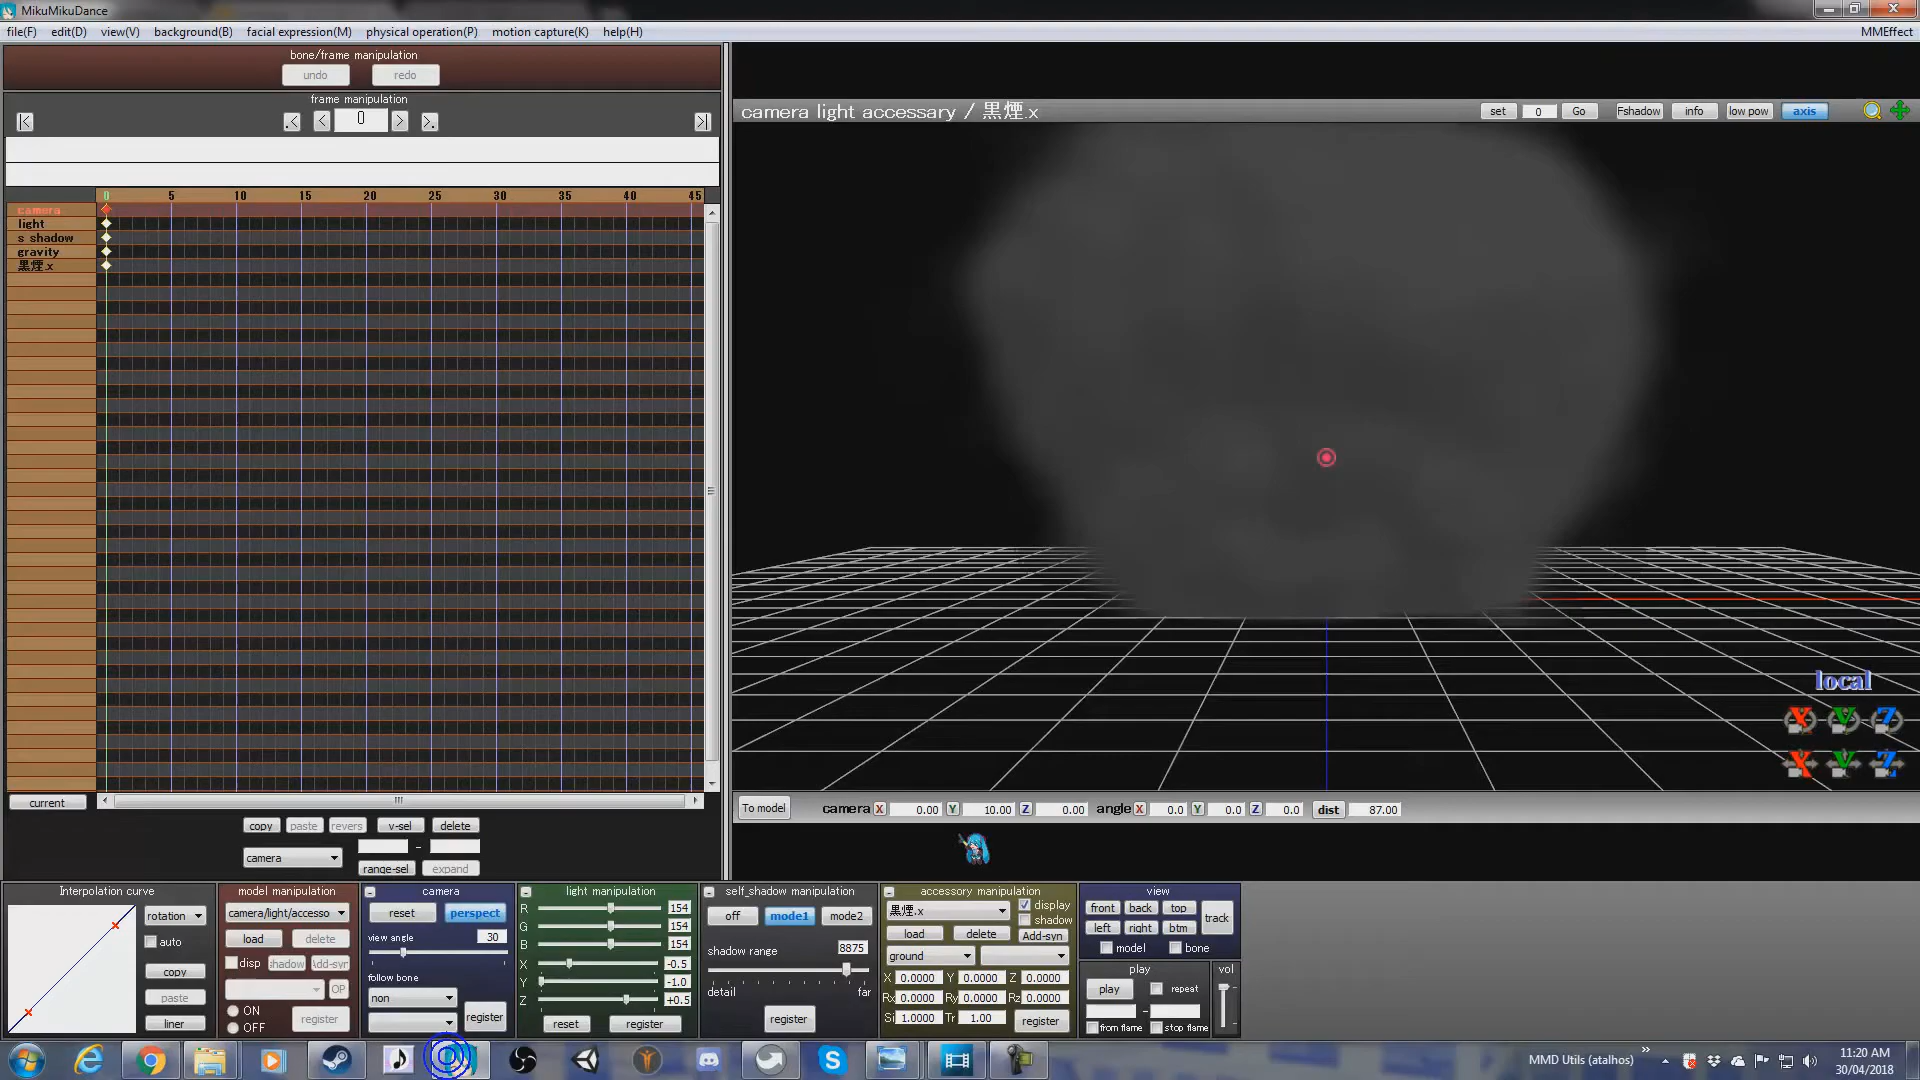 MikuMikuDance
file(F) edit(D) view(V) background(B) facial expression(M) physical operation(P) motion capture(K) help(H) MMEffect
bone/frame manipulation
undo redo
frame manipulation
.< < 0 > >.
camera light accessary / 黒煙.x set 0 Go Fshadow info low pow axis
0 5 10 15 20 25 30 35 40 45
camera
light
s shadow
gravity
黒煙.x
local
X Y Z
X Y Z
current
To model camera X 0.00 Y 10.00 Z 0.00 angle X 0.0 Y 0.0 Z 0.0 dist 87.00
copy paste revers v-sel delete
-
camera range-sel expand
Interpolation curve
rotation
auto
copy
paste
liner
model manipulation
camera/light/accesso
load delete
disp shadow Add-syn
OP
ON
OFF
register
camera
reset perspect
view angle 30
follow bone
non
register
light manipulation
R 154
G 154
B 154
X -0.5
Y -1.0
Z +0.5
reset register
self_shadow manipulation
off mode1 mode2
shadow range 8875
detail far
register
accessory manipulation
黒煙.x display
shadow
load delete Add-syn
ground
X 0.0000 Y 0.0000 Z 0.0000
Rx 0.0000 Ry 0.0000 Rz 0.0000
Si 1.0000 Tr 1.00 register
view
front back top
left right btm
track
model bone
play
play repeat
-
from flame stop flame
vol
MMD Utils (atalhos)
11:20 AM
30/04/2018